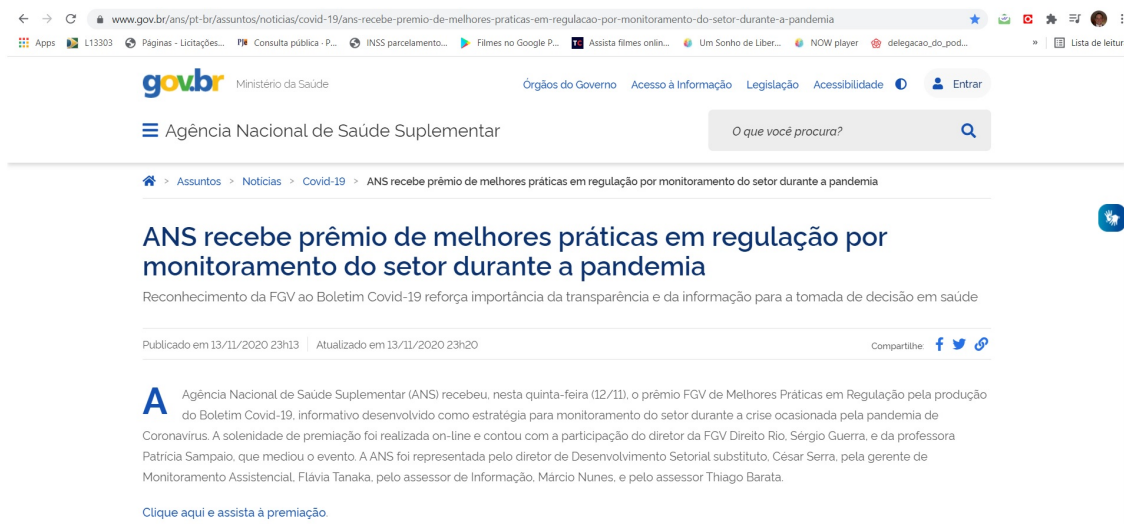 www.gov.br/ans/pt-br/assuntos/noticias/covid-19/ans-recebe-premio-de-melhores-praticas-em-regulacao-por-monitoramento-do-setor-durante-a-pandemia
Apps L13303 Páginas - Licitações... Consulta pública - P... INSS parcelamento... Filmes no Google P... Assista filmes onlin... Um Sonho de Liber... NOW player delegacao_do_pod... » Lista de leitur
gov.br Ministério da Saúde Órgãos do Governo Acesso à Informação Legislação Acessibilidade Entrar
Agência Nacional de Saúde Suplementar O que você procura?
> Assuntos > Notícias > Covid-19 > ANS recebe prêmio de melhores práticas em regulação por monitoramento do setor durante a pandemia
ANS recebe prêmio de melhores práticas em regulação por
monitoramento do setor durante a pandemia
Reconhecimento da FGV ao Boletim Covid-19 reforça importância da transparência e da informação para a tomada de decisão em saúde
Publicado em 13/11/2020 23h13 Atualizado em 13/11/2020 23h20 Compartilhe:
A Agência Nacional de Saúde Suplementar (ANS) recebeu, nesta quinta-feira (12/11), o prêmio FGV de Melhores Práticas em Regulação pela produção
do Boletim Covid-19, informativo desenvolvido como estratégia para monitoramento do setor durante a crise ocasionada pela pandemia de
Coronavírus. A solenidade de premiação foi realizada on-line e contou com a participação do diretor da FGV Direito Rio, Sérgio Guerra, e da professora
Patrícia Sampaio, que mediou o evento. A ANS foi representada pelo diretor de Desenvolvimento Setorial substituto, César Serra, pela gerente de
Monitoramento Assistencial, Flávia Tanaka, pelo assessor de Informação, Márcio Nunes, e pelo assessor Thiago Barata.
Clique aqui e assista à premiação.